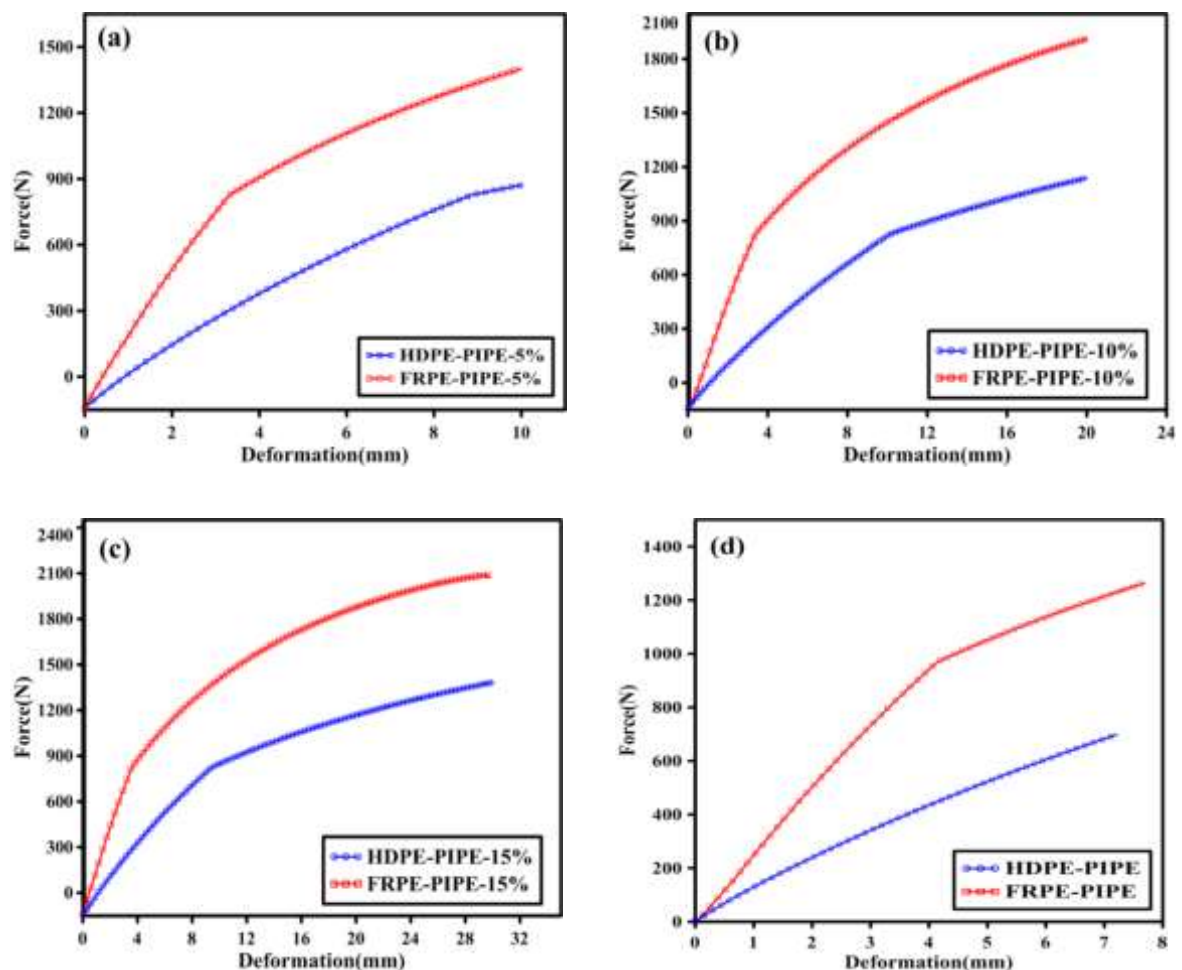 (a)
1500
1200
900
600
300
0
Force(N)
0 2 4 6 8 10
Deformation(mm)
HDPE-PIPE-5%
FRPE-PIPE-5%
(b)
2100
1800
1500
1200
900
600
300
0
Force(N)
0 4 8 12 16 20 24
Deformation(mm)
HDPE-PIPE-10%
FRPE-PIPE-10%
(c)
2400
2100
1800
1500
1200
900
600
300
0
Force(N)
0 4 8 12 16 20 24 28 32
Deformation(mm)
HDPE-PIPE-15%
FRPE-PIPE-15%
(d)
1400
1200
1000
800
600
400
200
0
Force(N)
0 1 2 3 4 5 6 7 8
Deformation(mm)
HDPE-PIPE
FRPE-PIPE